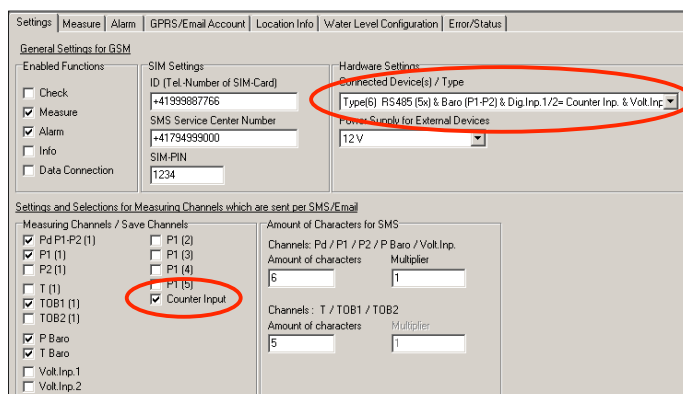 Settings Measure Alarm GPRS/Email Account Location Info Water Level Configuration Error/Status
General Settings for GSM
Enabled Functions
Check
Measure
Alarm
Info
Data Connection
SIM Settings
ID (Tel.-Number of SIM-Card)
+41999887766
SMS Service Center Number
+41794999000
SIM-PIN
1234
Hardware Settings
Connected Device(s) / Type
Type(6) RS485 (5x) & Baro (P1-P2) & Dig.Inp.1/2= Counter Inp. & Volt.Inp
Power Supply for External Devices
12 V
Settings and Selections for Measuring Channels which are sent per SMS/Email
Measuring Channels / Save Channels
Pd P1-P2 (1)
P1 (1)
P2 (1)
T (1)
TOB1 (1)
TOB2 (1)
P Baro
T Baro
Volt.Inp.1
Volt.Inp.2
P1 (2)
P1 (3)
P1 (4)
P1 (5)
Counter Input
Amount of Characters for SMS
Channels: Pd / P1 / P2 / P Baro / Volt.Inp.
Amount of characters Multiplier
6 1
Channels : T / TOB1 / TOB2
Amount of characters Multiplier
5 1